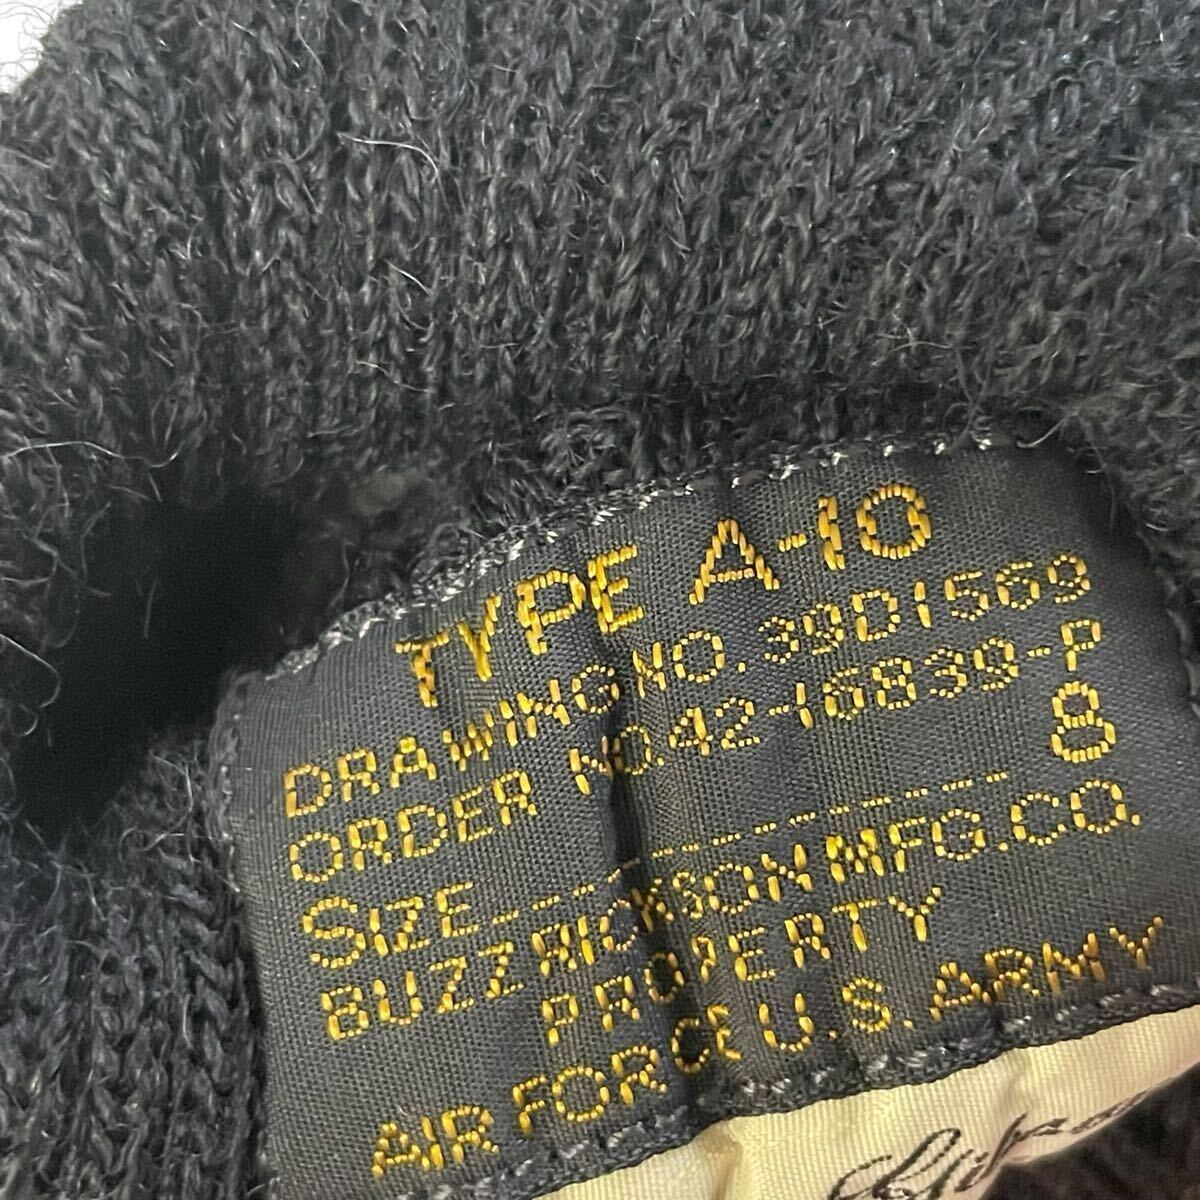 TYPE A-10
DRAWING NO. 39D1569
ORDER NO. 42-16839-P
SIZE 8
BUZZ RICKSON MFG.CO.
PROPERTY
AIR FORCE U.S. ARMY